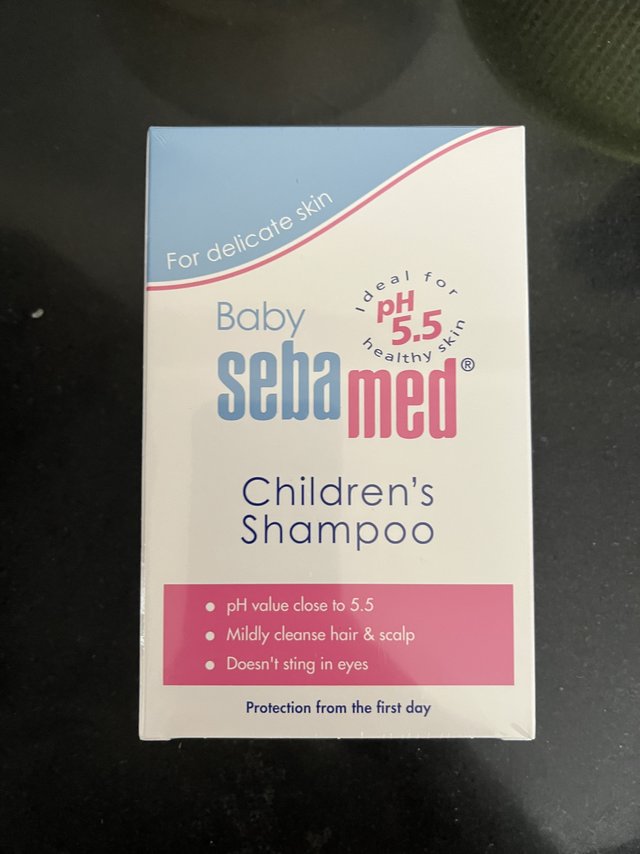 For delicate skin
Ideal for
pH
5.5
healthy skin
Baby
sebamed®
Children's
Shampoo
• pH value close to 5.5
• Mildly cleanse hair & scalp
• Doesn't sting in eyes
Protection from the first day